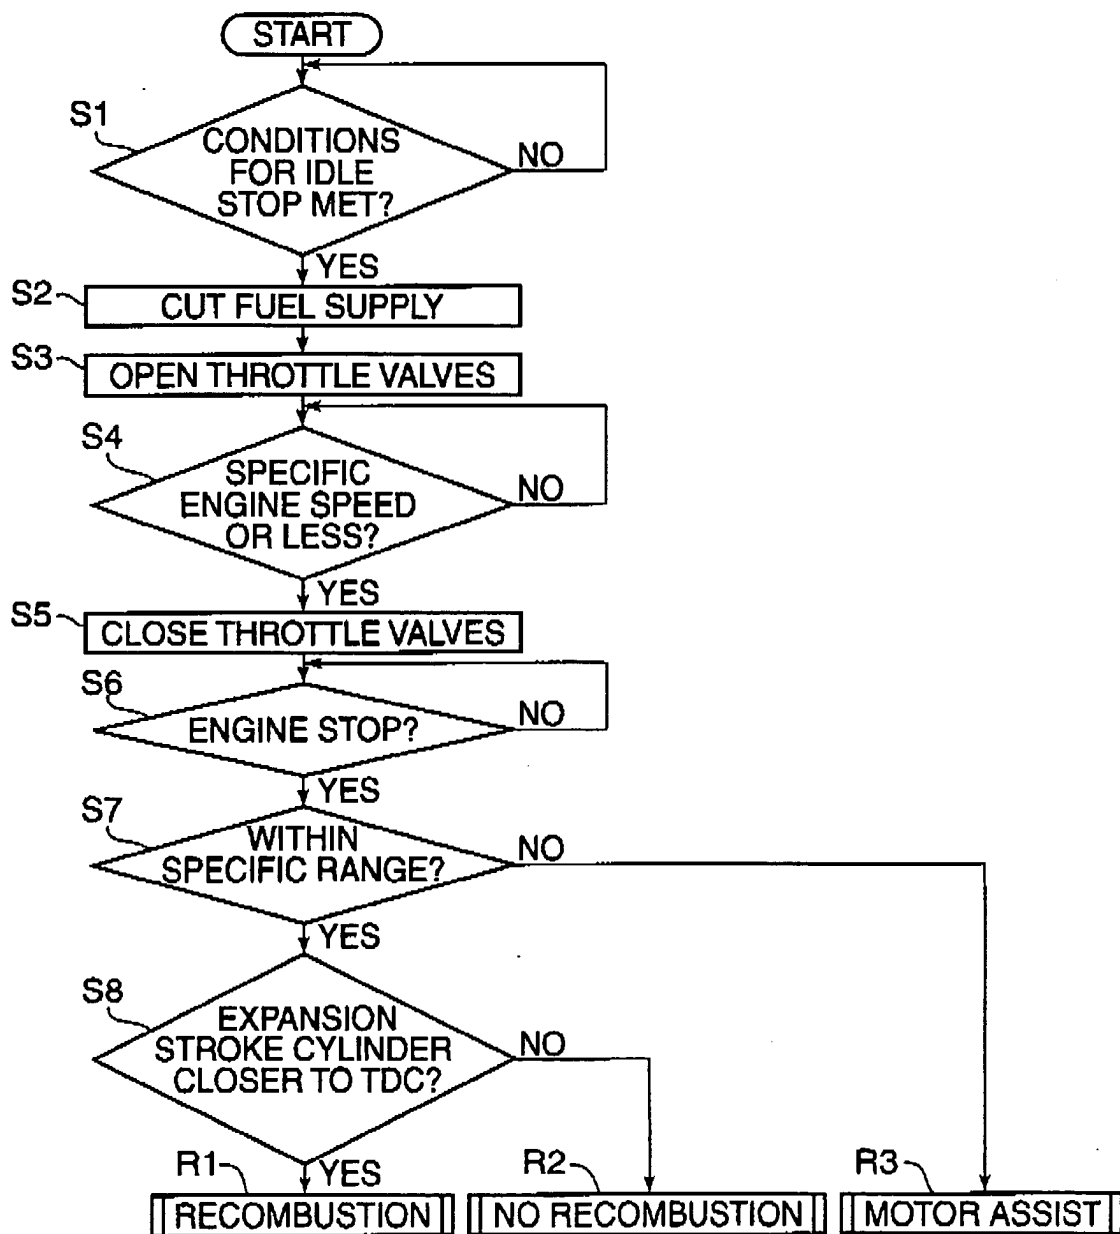 START
S1
CONDITIONS
FOR IDLE
STOP MET?
NO
YES
S2
CUT FUEL SUPPLY
S3
OPEN THROTTLE VALVES
S4
SPECIFIC
ENGINE SPEED
OR LESS?
NO
YES
S5
CLOSE THROTTLE VALVES
S6
ENGINE STOP?
NO
YES
S7
WITHIN
SPECIFIC RANGE?
NO
YES
S8
EXPANSION
STROKE CYLINDER
CLOSER TO TDC?
NO
YES
R1
RECOMBUSTION
R2
NO RECOMBUSTION
R3
MOTOR ASSIST